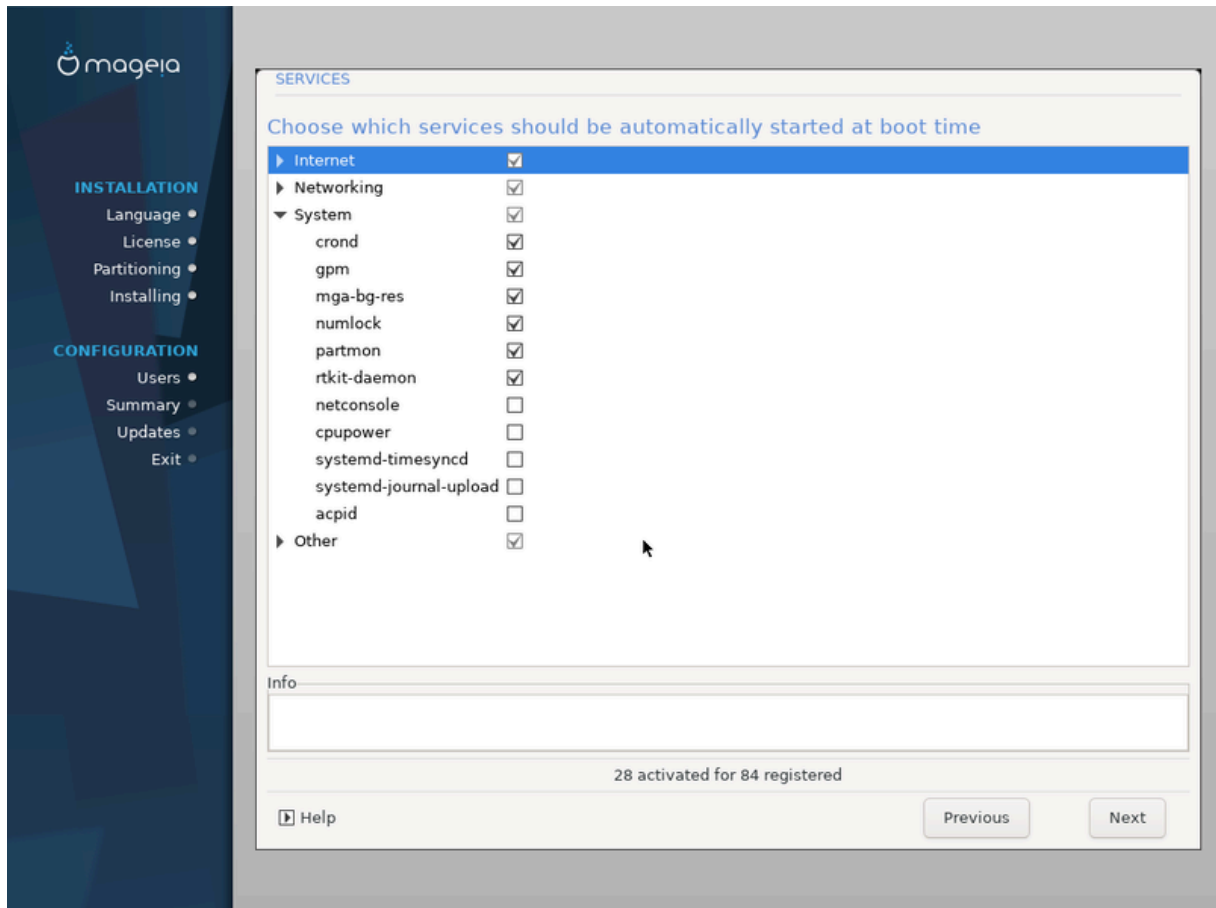 mageia
INSTALLATION
Language
License
Partitioning
Installing
CONFIGURATION
Users
Summary
Updates
Exit
SERVICES
Choose which services should be automatically started at boot time
Internet
Networking
System
crond
gpm
mga-bg-res
numlock
partmon
rtkit-daemon
netconsole
cpupower
systemd-timesyncd
systemd-journal-upload
acpid
Other
Info
28 activated for 84 registered
Help
Previous
Next